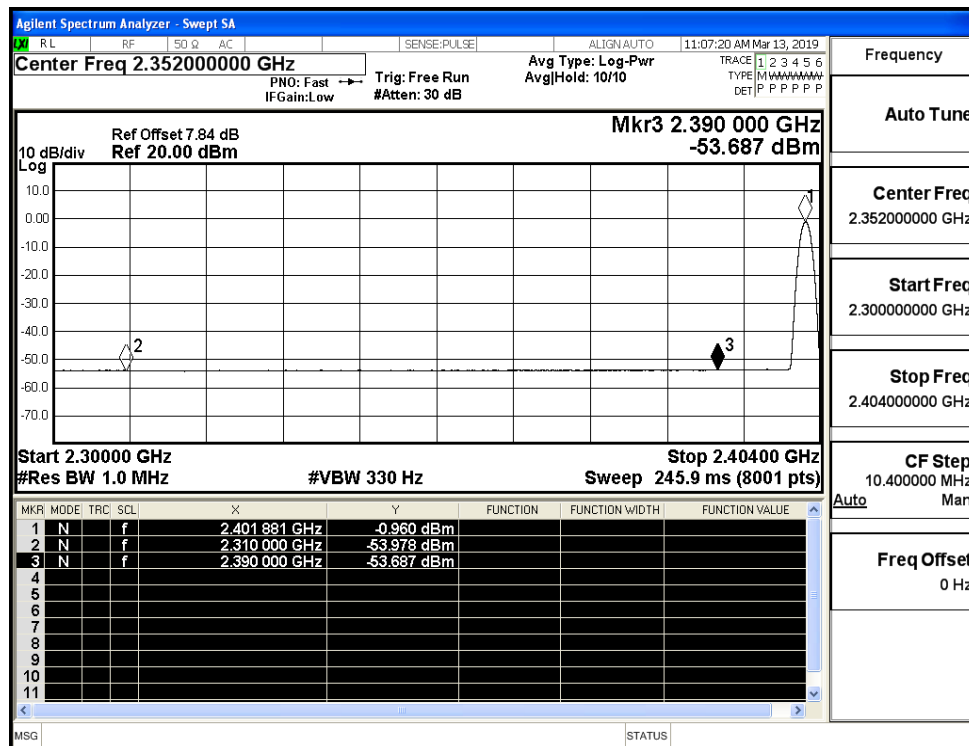 Agilent Spectrum Analyzer - Swept SA
LXI RL RF 50 Ω AC SENSE:PULSE ALIGN AUTO 11:07:20 AM Mar 13, 2019
Center Freq 2.352000000 GHz
PNO: Fast
IFGain:Low
Trig: Free Run
#Atten: 30 dB
Avg Type: Log-Pwr
Avg|Hold: 10/10
TRACE 1 2 3 4 5 6
TYPE M WWWWW
DET P P P P P P
Ref Offset 7.84 dB
10 dB/div Ref 20.00 dBm
Log
Mkr3 2.390 000 GHz
-53.687 dBm
10.0
0.00
-10.0
-20.0
-30.0
-40.0
-50.0
-60.0
-70.0
1
2
3
Start 2.30000 GHz Stop 2.40400 GHz
#Res BW 1.0 MHz #VBW 330 Hz Sweep 245.9 ms (8001 pts)
MKR MODE TRC SCL X Y FUNCTION FUNCTION WIDTH FUNCTION VALUE
1 N f 2.401 881 GHz -0.960 dBm
2 N f 2.310 000 GHz -53.978 dBm
3 N f 2.390 000 GHz -53.687 dBm
4
5
6
7
8
9
10
11
MSG STATUS
Frequency
Auto Tune
Center Freq
2.352000000 GHz
Start Freq
2.300000000 GHz
Stop Freq
2.404000000 GHz
CF Step
10.400000 MHz
Auto Man
Freq Offset
0 Hz